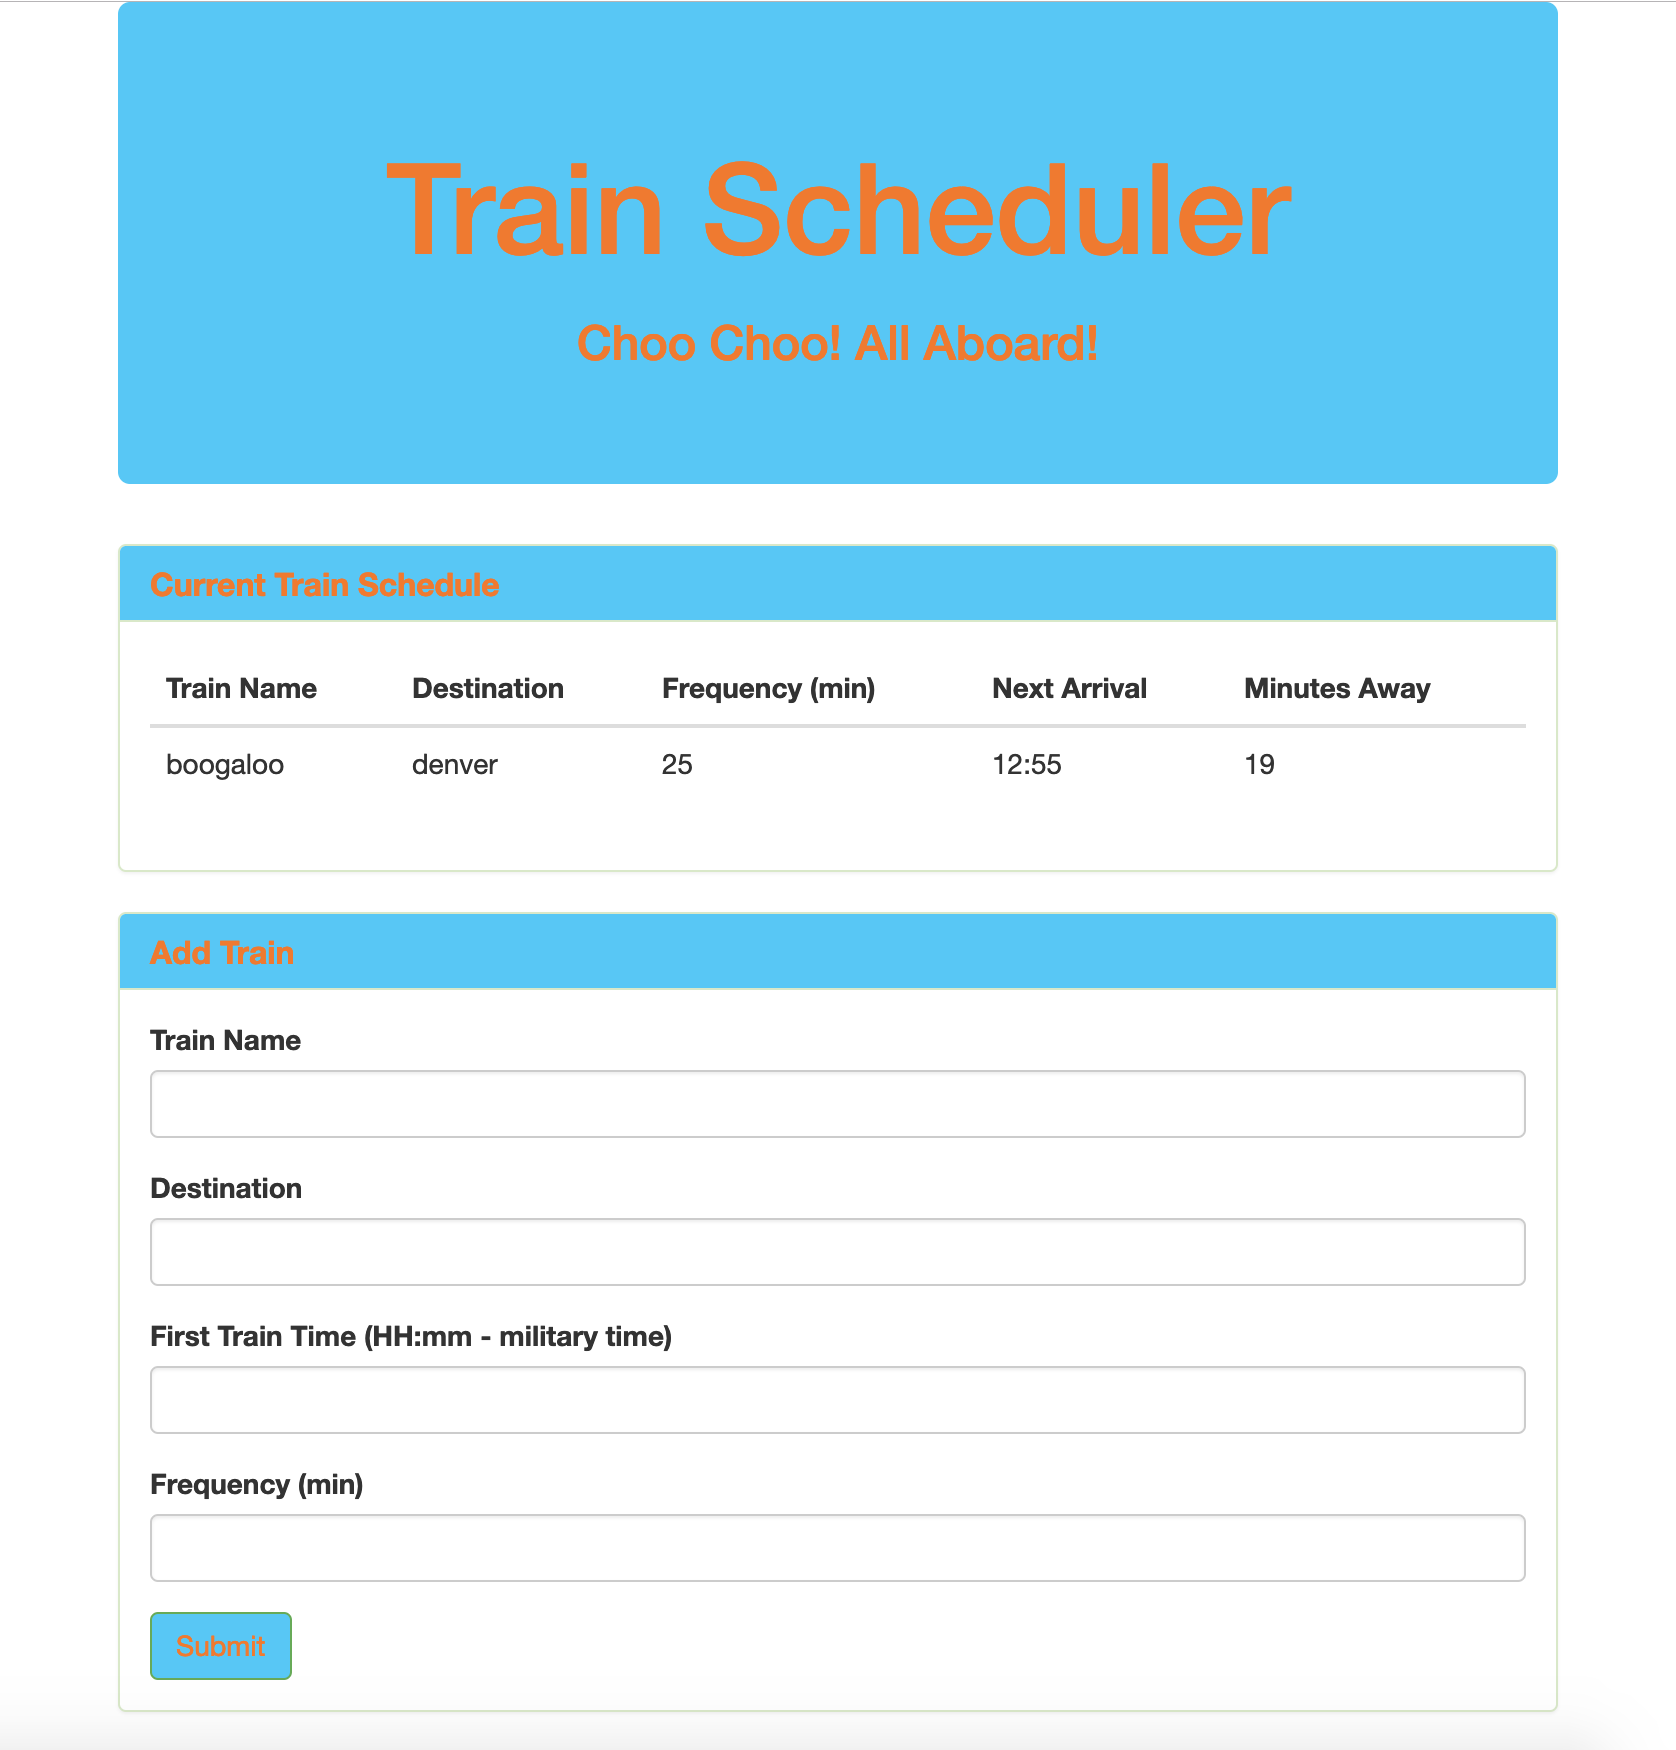 Train Scheduler
Choo Choo! All Aboard!
Current Train Schedule
Train Name Destination Frequency (min) Next Arrival Minutes Away
boogaloo denver 25 12:55 19
Add Train
Train Name
Destination
First Train Time (HH:mm - military time)
Frequency (min)
Submit